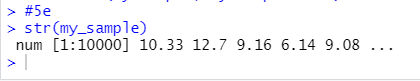 > #5e
> str(my_sample)
num [1:10000] 10.33 12.7 9.16 6.14 9.08 ...
>